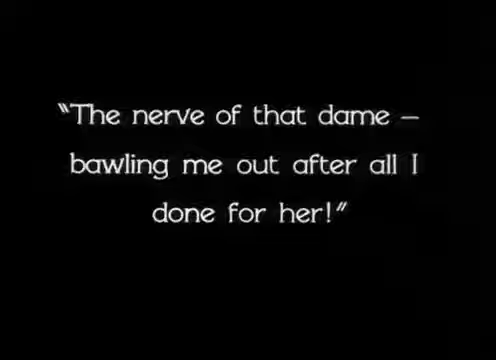 “The nerve of that dame —
bawling me out after all I
done for her!”